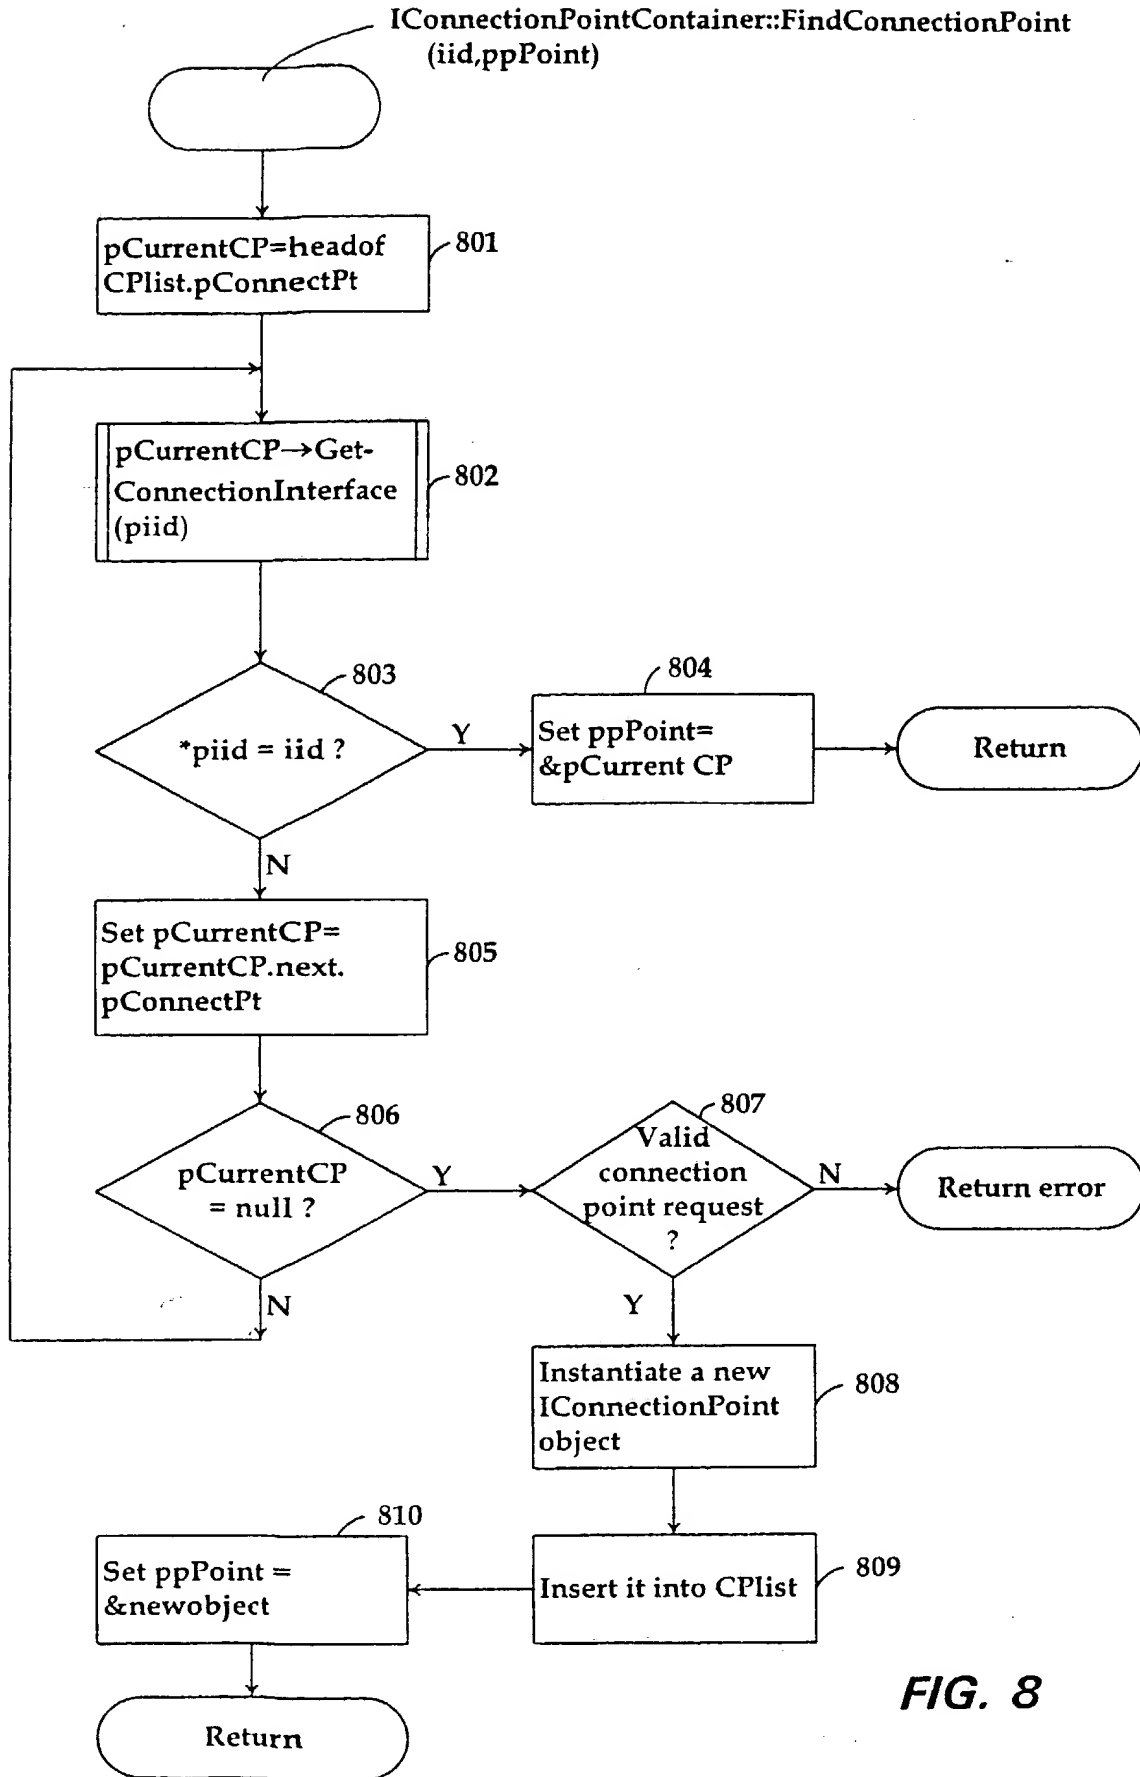 IConnectionPointContainer::FindConnectionPoint
(iid,ppPoint)
pCurrentCP=headof
CPlist.pConnectPt
801
pCurrentCP→Get-
ConnectionInterface
(piid)
802
803
*piid = iid ?
Y
804
Set ppPoint=
&pCurrent CP
Return
N
Set pCurrentCP=
pCurrentCP.next.
pConnectPt
805
806
pCurrentCP
= null ?
Y
807
Valid
connection
point request
?
N
Return error
N
Y
Instantiate a new
IConnectionPoint
object
808
Insert it into CPlist
809
810
Set ppPoint =
&newobject
Return
FIG. 8